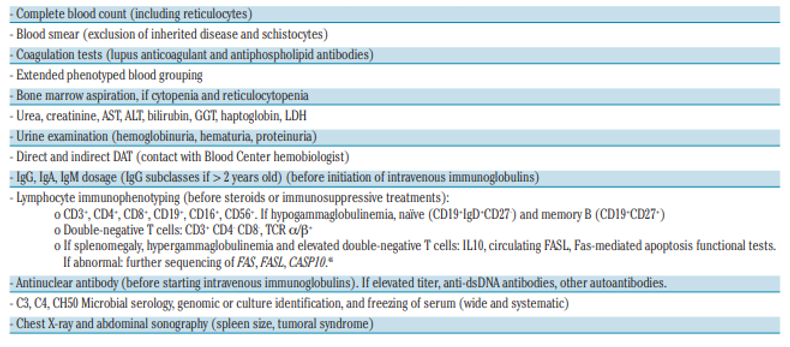 - Complete blood count (including reticulocytes)
- Blood smear (exclusion of inherited disease and schistocytes)
- Coagulation tests (lupus anticoagulant and antiphospholipid antibodies)
- Extended phenotyped blood grouping
- Bone marrow aspiration, if cytopenia and reticulocytopenia
- Urea, creatinine, AST, ALT, bilirubin, GGT, haptoglobin, LDH
- Urine examination (hemoglobinuria, hematuria, proteinuria)
- Direct and indirect DAT (contact with Blood Center hemobiologist)
- IgG, IgA, IgM dosage (IgG subclasses if > 2 years old) (before initiation of intravenous immunoglobulins)
- Lymphocyte immunophenotyping (before steroids or immunosuppressive treatments):
o CD3⁺, CD4⁺, CD8⁺, CD19⁺, CD16⁺, CD56⁺. If hypogammaglobulinemia, naïve (CD19⁺IgD⁺CD27⁻) and memory B (CD19⁺CD27⁺)
o Double-negative T cells: CD3⁺ CD4⁻ CD8⁻, TCR α/β⁺
o If splenomegaly, hypergammaglobulinemia and elevated double-negative T cells: IL10, circulating FASL, Fas-mediated apoptosis functional tests.
If abnormal: further sequencing of FAS, FASL, CASP10.*
- Antinuclear antibody (before starting intravenous immunoglobulins). If elevated titer, anti-dsDNA antibodies, other autoantibodies.
- C3, C4, CH50 Microbial serology, genomic or culture identification, and freezing of serum (wide and systematic)
- Chest X-ray and abdominal sonography (spleen size, tumoral syndrome)